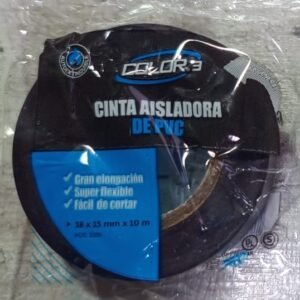 COLOR.3
CINTA AISLADORA
DE PVC
Gran elongación
Super flexible
Fácil de cortar
18 x 15 mm x 10 m